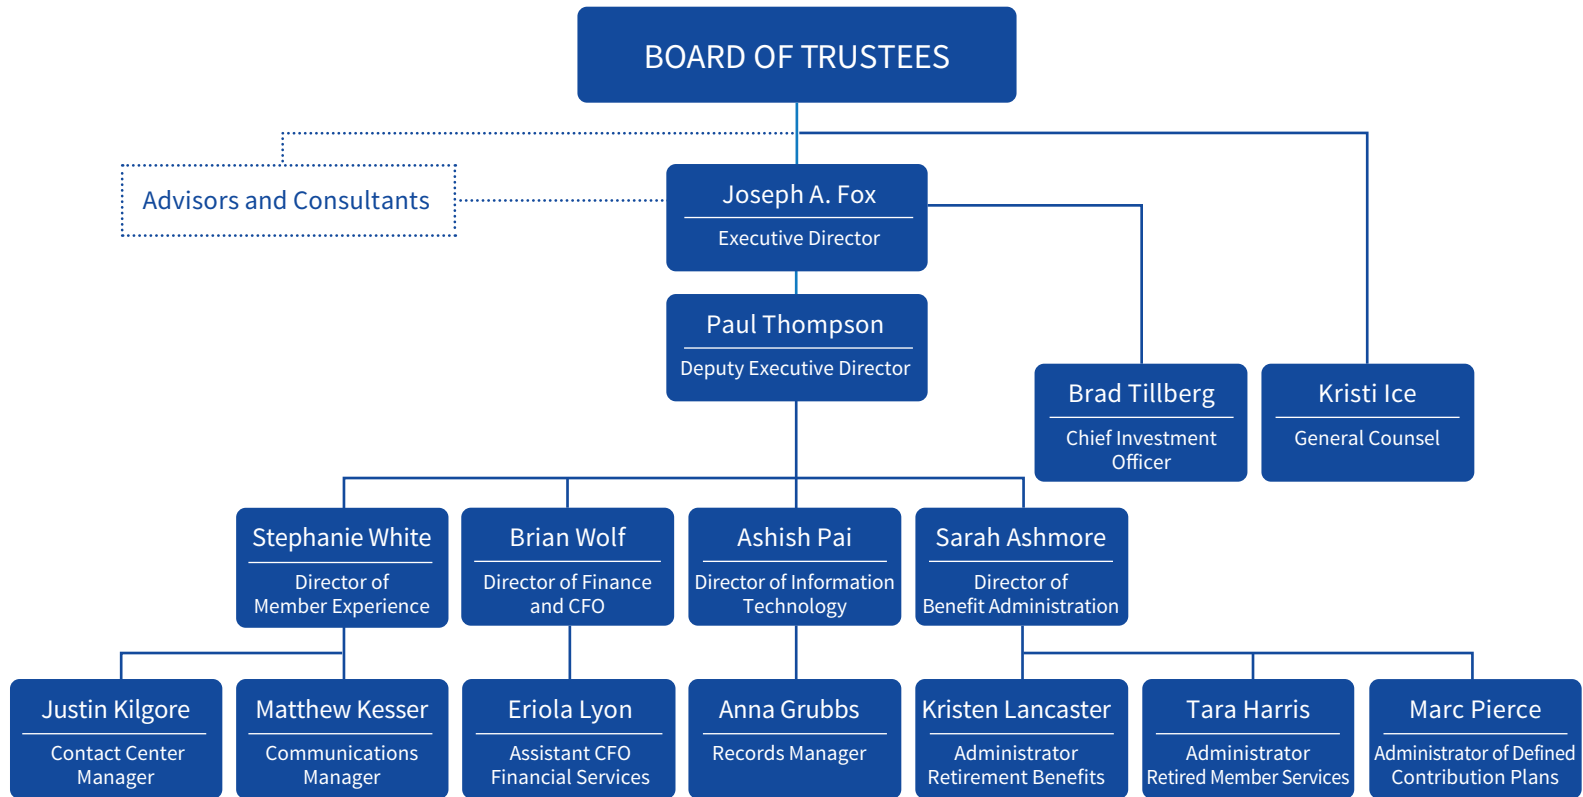 BOARD OF TRUSTEES
Advisors and Consultants
Joseph A. Fox
Executive Director
Paul Thompson
Deputy Executive Director
Brad Tillberg
Chief Investment
Officer
Kristi Ice
General Counsel
Stephanie White
Director of
Member Experience
Brian Wolf
Director of Finance
and CFO
Ashish Pai
Director of Information
Technology
Sarah Ashmore
Director of
Benefit Administration
Justin Kilgore
Contact Center
Manager
Matthew Kesser
Communications
Manager
Eriola Lyon
Assistant CFO
Financial Services
Anna Grubbs
Records Manager
Kristen Lancaster
Administrator
Retirement Benefits
Tara Harris
Administrator
Retired Member Services
Marc Pierce
Administrator of Defined
Contribution Plans